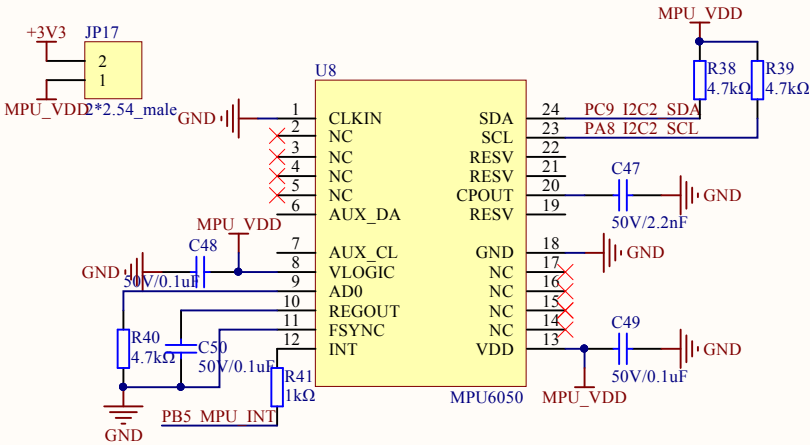 MPU_VDD
+3V3
JP17
2
1
MPU_VDD
2*2.54_male
R38
4.7kΩ
R39
4.7kΩ
U8
GND
1
CLKIN
2
NC
3
NC
4
NC
5
NC
6
AUX_DA
7
AUX_CL
8
VLOGIC
9
AD0
10
REGOUT
11
FSYNC
12
INT
SDA
24
PC9_I2C2_SDA
SCL
23
PA8_I2C2_SCL
RESV
22
RESV
21
CPOUT
20
RESV
19
GND
18
NC
17
NC
16
NC
15
NC
14
VDD
13
MPU6050
C47
50V/2.2nF
GND
GND
MPU_VDD
C48
GND
50V/0.1uF
R40
4.7kΩ
C50
50V/0.1uF
R41
1kΩ
PB5_MPU_INT
GND
C49
50V/0.1uF
GND
MPU_VDD